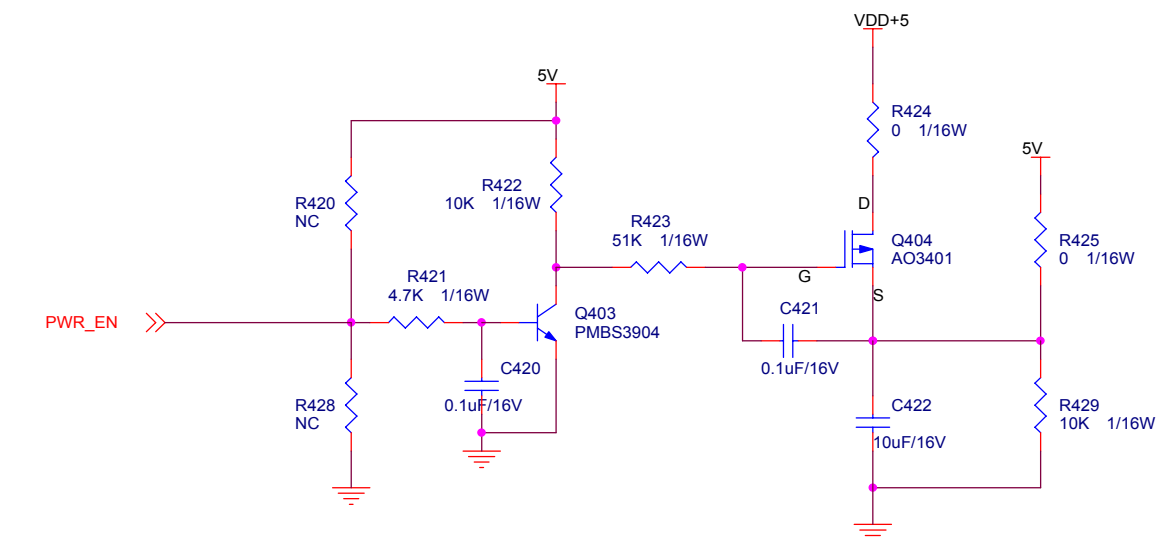 VDD+5
5V
R424
0 1/16W
5V
R422
10K 1/16W
R420
NC
R423
51K 1/16W
D
Q404
AO3401
R425
0 1/16W
G
S
R421
4.7K 1/16W
PWR_EN
Q403
PMBS3904
C421
0.1uF/16V
C420
0.1uF/16V
R428
NC
C422
10uF/16V
R429
10K 1/16W